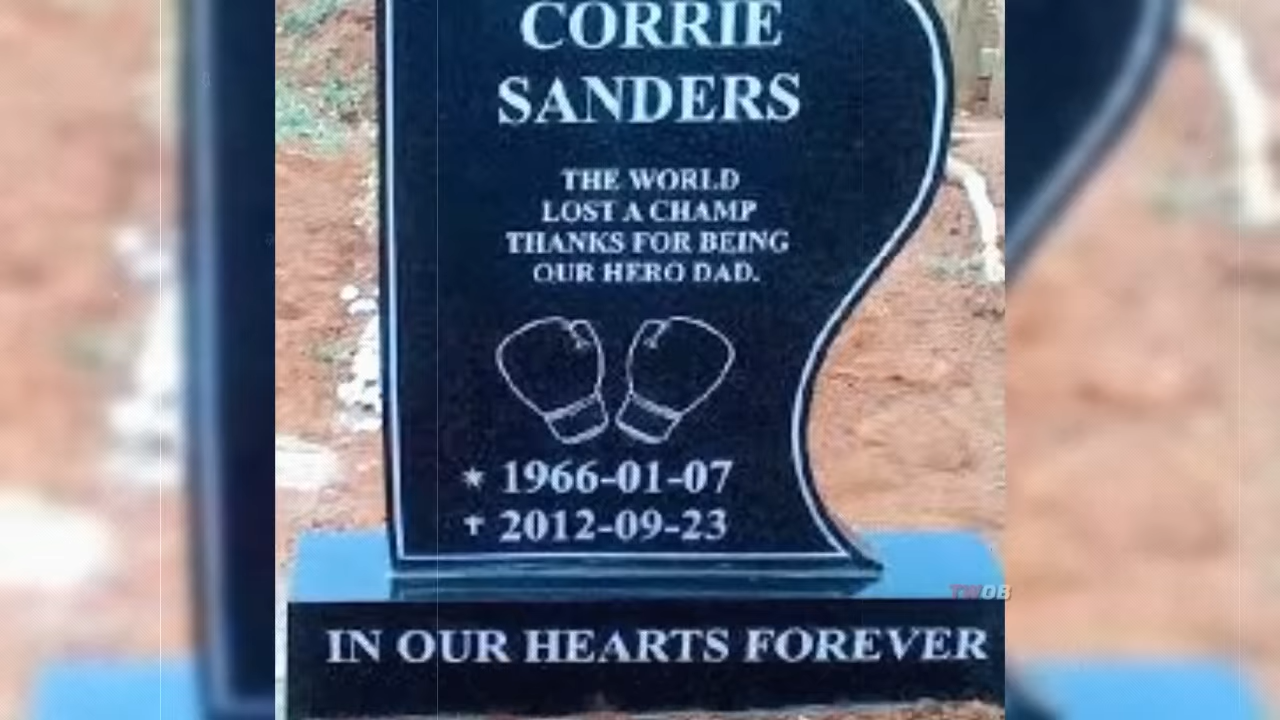 CORRIE
SANDERS
THE WORLD
LOST A CHAMP
THANKS FOR BEING
OUR HERO DAD.
★ 1966-01-07
✝ 2012-09-23
TWOB
IN OUR HEARTS FOREVER